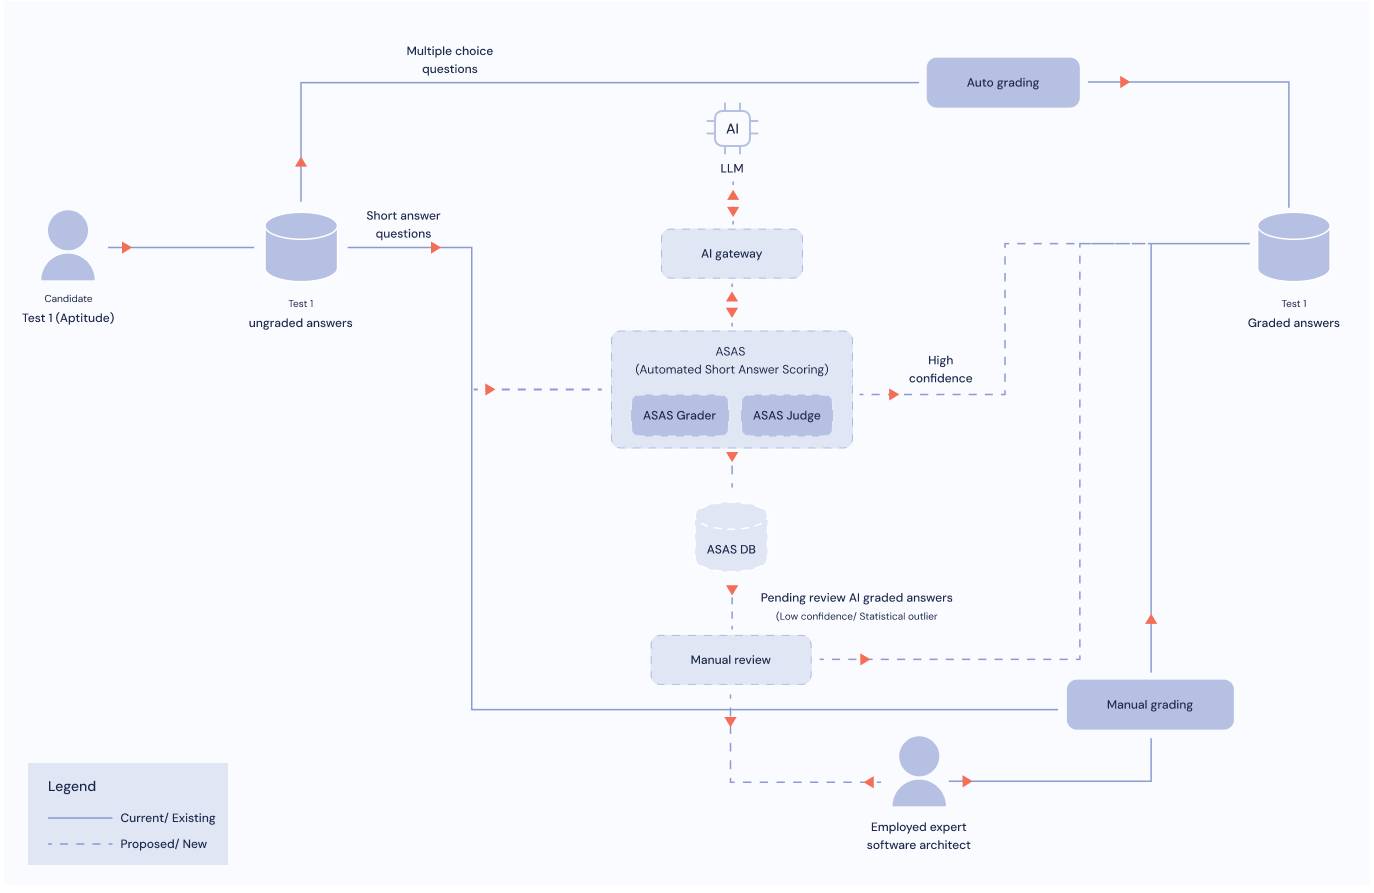 Multiple choice
questions
Auto grading
AI
LLM
Short answer
questions
AI gateway
Candidate
Test 1 (Aptitude)
Test 1
ungraded answers
Test 1
Graded answers
ASAS
(Automated Short Answer Scoring)
ASAS Grader
ASAS Judge
High
confidence
ASAS DB
Pending review AI graded answers
(Low confidence/ Statistical outlier
Manual review
Manual grading
Employed expert
software architect
Legend
Current/ Existing
Proposed/ New